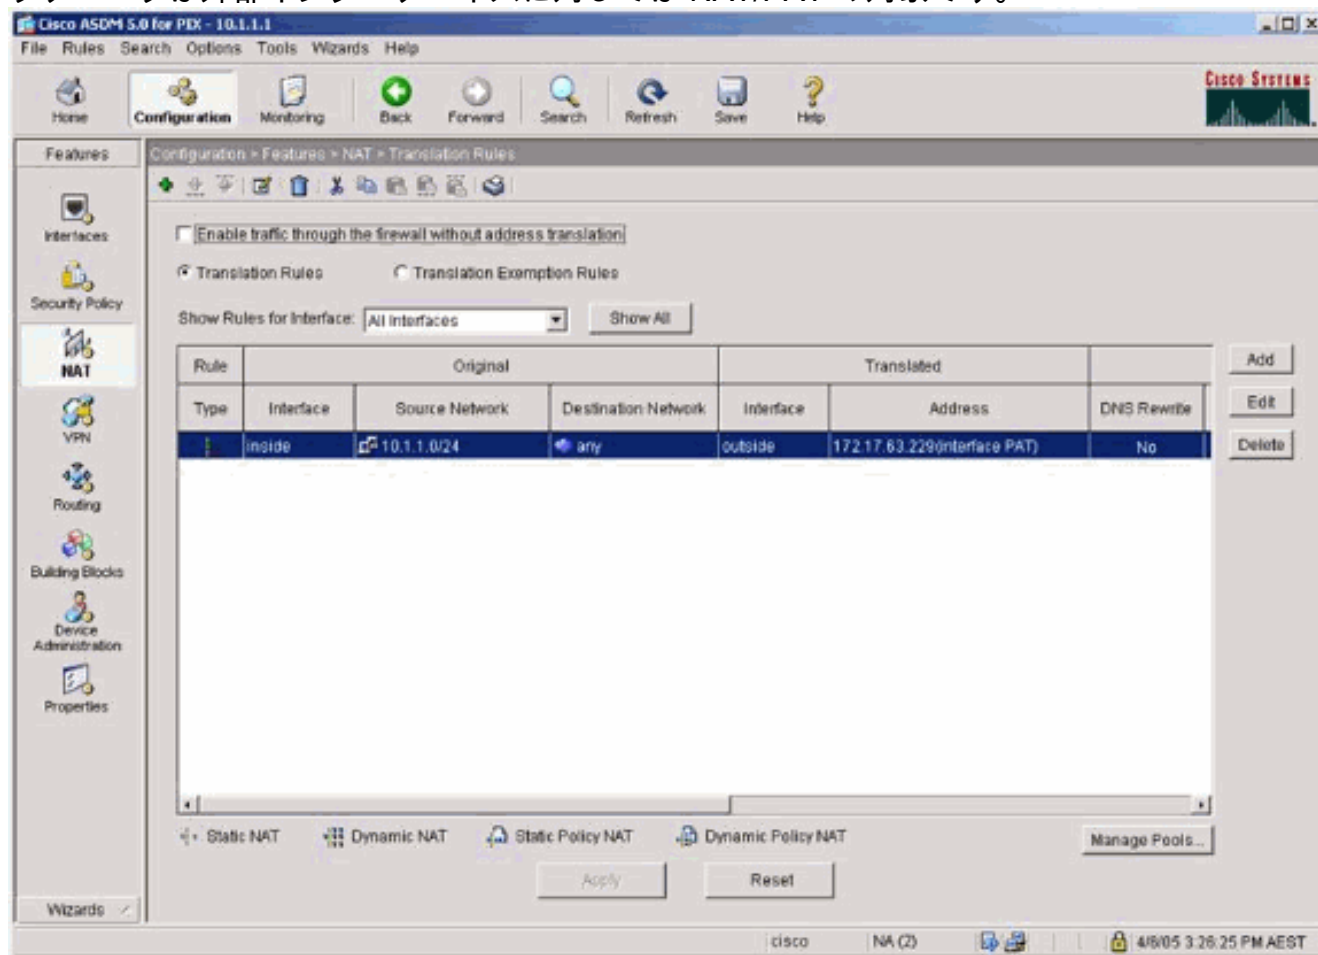 Cisco ASDM 5.0 for PIX - 10.1.1.1
File Rules Search Options Tools Wizards Help
Home Configuration Monitoring Back Forward Search Refresh Save Help
CISCO SYSTEMS
Features
Configuration > Features > NAT > Translation Rules
Interfaces
Enable traffic through the firewall without address translation
Translation Rules Translation Exemption Rules
Security Policy
Show Rules for Interface: All Interfaces Show All
NAT
Rule Original Translated
Add
Type Interface Source Network Destination Network Interface Address DNS Rewrite
Edit
VPN
inside 10.1.1.0/24 any outside 172.17.63.229(interface PAT) No
Delete
Routing
Building Blocks
Device Administration
Properties
Static NAT Dynamic NAT Static Policy NAT Dynamic Policy NAT
Manage Pools...
Apply Reset
Wizards
cisco NA (2) 4/6/05 3:26:25 PM AEST